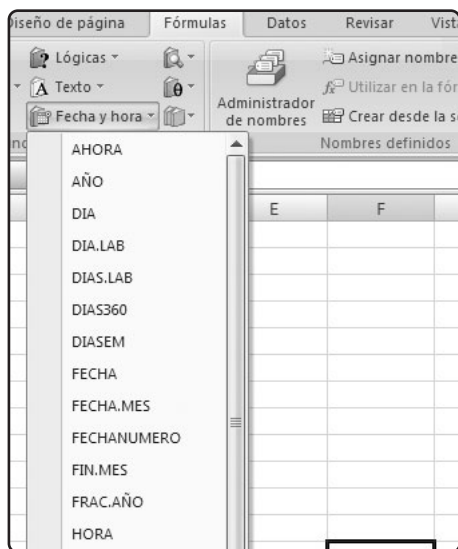 Diseño de página Fórmulas Datos Revisar Vista
Lógicas
Texto
Fecha y hora
Administrador de nombres
Asignar nombre
Utilizar en la fór
Crear desde la s
Nombres definidos
AHORA
AÑO
DIA
DIA.LAB
DIAS.LAB
DIAS360
DIASEM
FECHA
FECHA.MES
FECHANUMERO
FIN.MES
FRAC.AÑO
HORA
E F